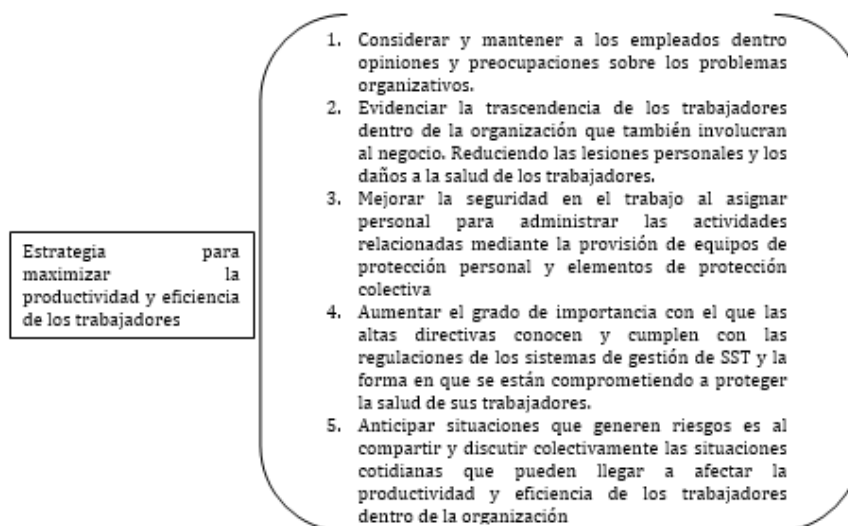 Estrategia para
maximizar la
productividad y eficiencia
de los trabajadores
1. Considerar y mantener a los empleados dentro
opiniones y preocupaciones sobre los problemas
organizativos.
2. Evidenciar la trascendencia de los trabajadores
dentro de la organización que también involucran
al negocio. Reduciendo las lesiones personales y los
daños a la salud de los trabajadores.
3. Mejorar la seguridad en el trabajo al asignar
personal para administrar las actividades
relacionadas mediante la provisión de equipos de
protección personal y elementos de protección
colectiva
4. Aumentar el grado de importancia con el que las
altas directivas conocen y cumplen con las
regulaciones de los sistemas de gestión de SST y la
forma en que se están comprometiendo a proteger
la salud de sus trabajadores.
5. Anticipar situaciones que generen riesgos es al
compartir y discutir colectivamente las situaciones
cotidianas que pueden llegar a afectar la
productividad y eficiencia de los trabajadores
dentro de la organización